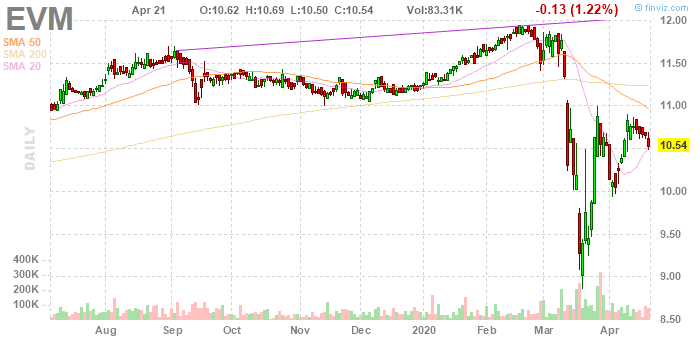 EVM Apr 21 O:10.62 H:10.69 L:10.50 C:10.54 Vol:83.31K -0.13 (1.22%) © finviz.com
SMA 50
SMA 200
SMA 20
DAILY
12.00
11.50
11.00
10.54
10.00
9.50
9.00
8.50
400K
300K
200K
100K
Aug Sep Oct Nov Dec 2020 Feb Mar Apr